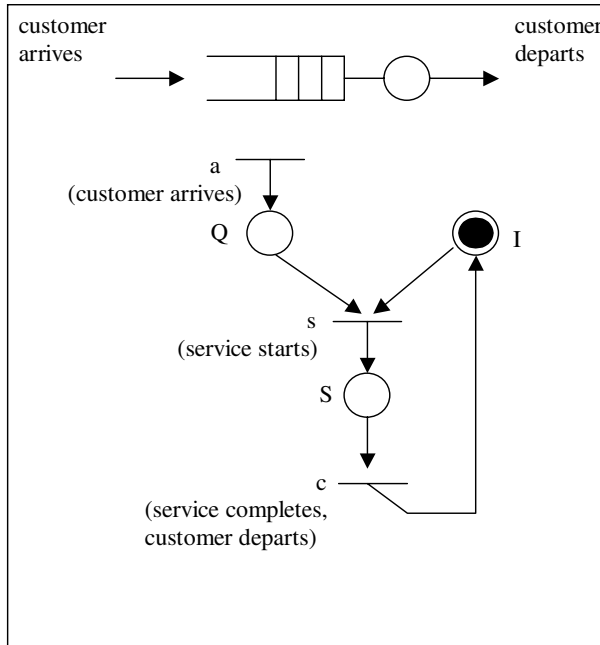 customer
arrives
customer
departs
a
(customer arrives)
Q
I
s
(service starts)
S
c
(service completes,
customer departs)